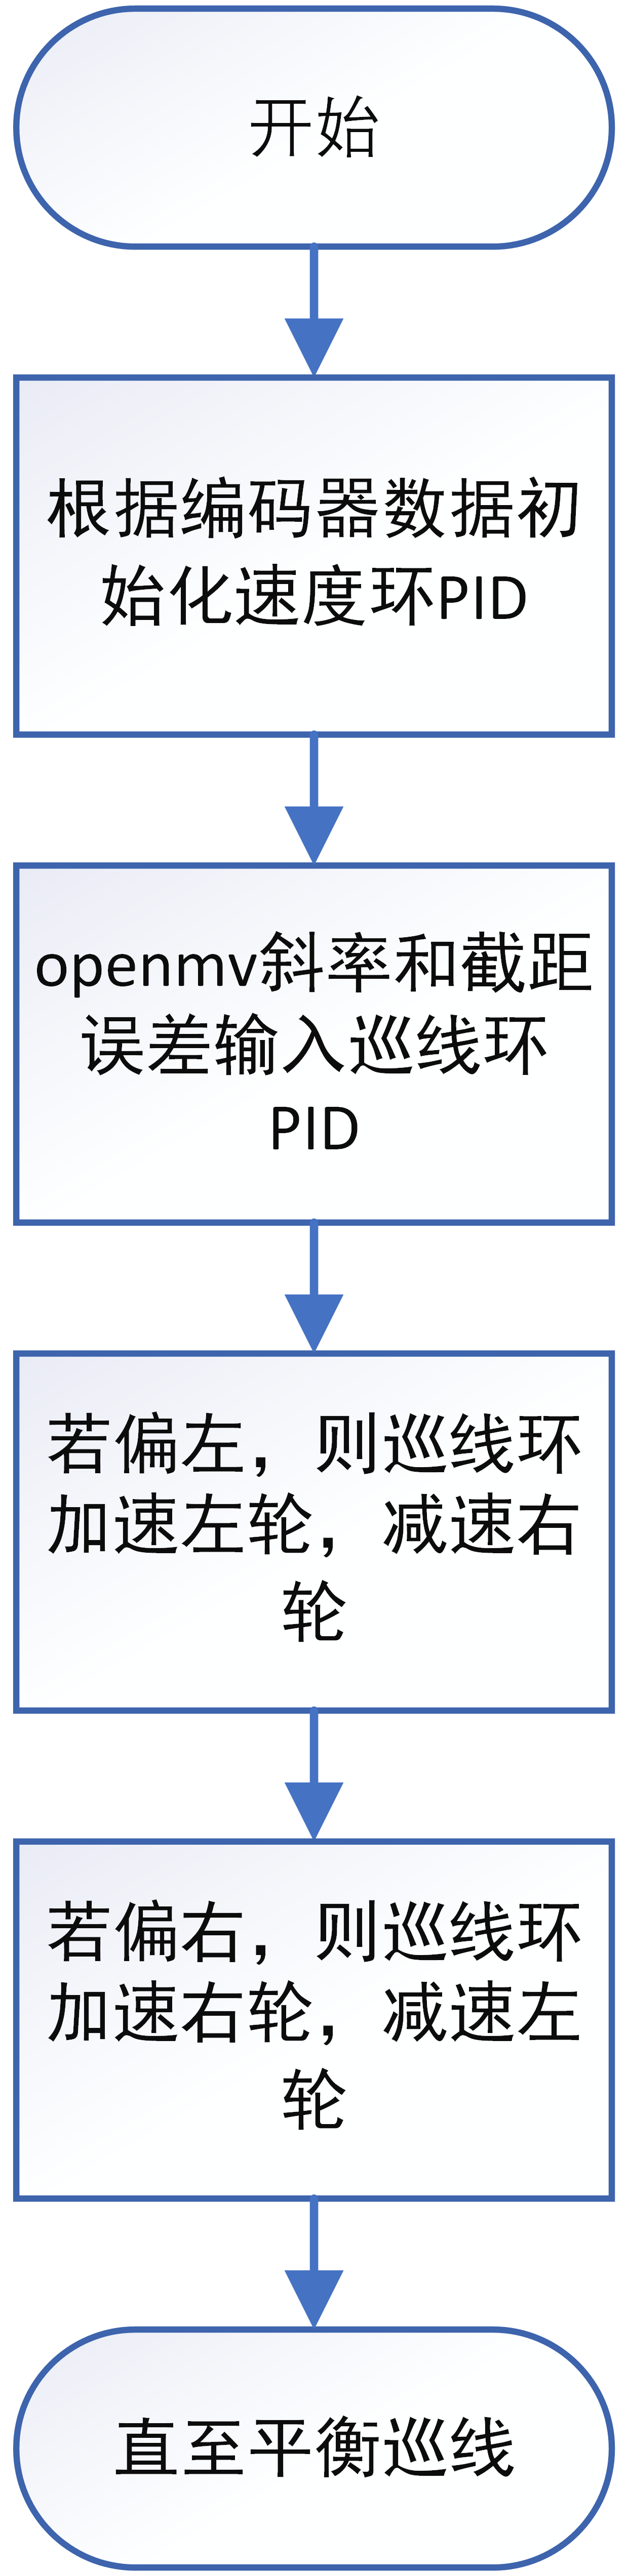 开始
根据编码器数据初
始化速度环PID
openmv斜率和截距
误差输入巡线环
PID
若偏左，则巡线环
加速左轮，减速右
轮
若偏右，则巡线环
加速右轮，减速左
轮
直至平衡巡线